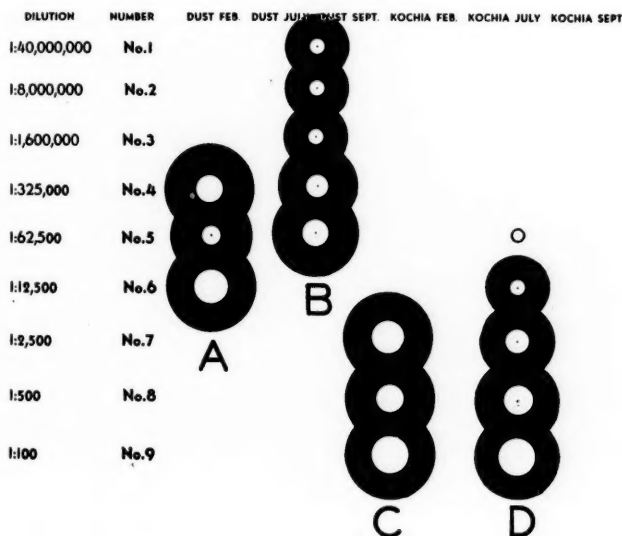 DILUTION NUMBER DUST FEB. DUST JULY DUST SEPT. KOCHIA FEB. KOCHIA JULY KOCHIA SEPT
1:40,000,000 No.1
1:8,000,000 No.2
1:1,600,000 No.3
1:325,000 No.4
1:62,500 No.5
1:12,500 No.6
B
1:2,500 No.7
A
1:500 No.8
1:100 No.9
C D